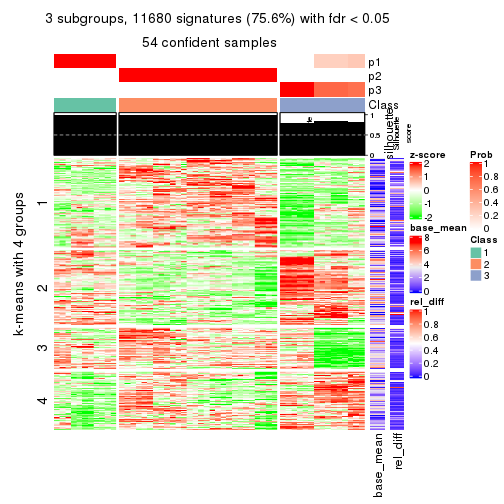 3 subgroups, 11680 signatures (75.6%) with fdr < 0.05
54 confident samples
p1
p2
p3
Class
1
0.5
0
silhouette
Silhouette
score
k-means with 4 groups
1
2
3
4
base_mean
rel_diff
z-score
2
1
0
-1
-2
base_mean
8
6
4
2
0
rel_diff
1
0.8
0.6
0.4
0.2
0
Prob
1
0.8
0.6
0.4
0.2
0
Class
1
2
3